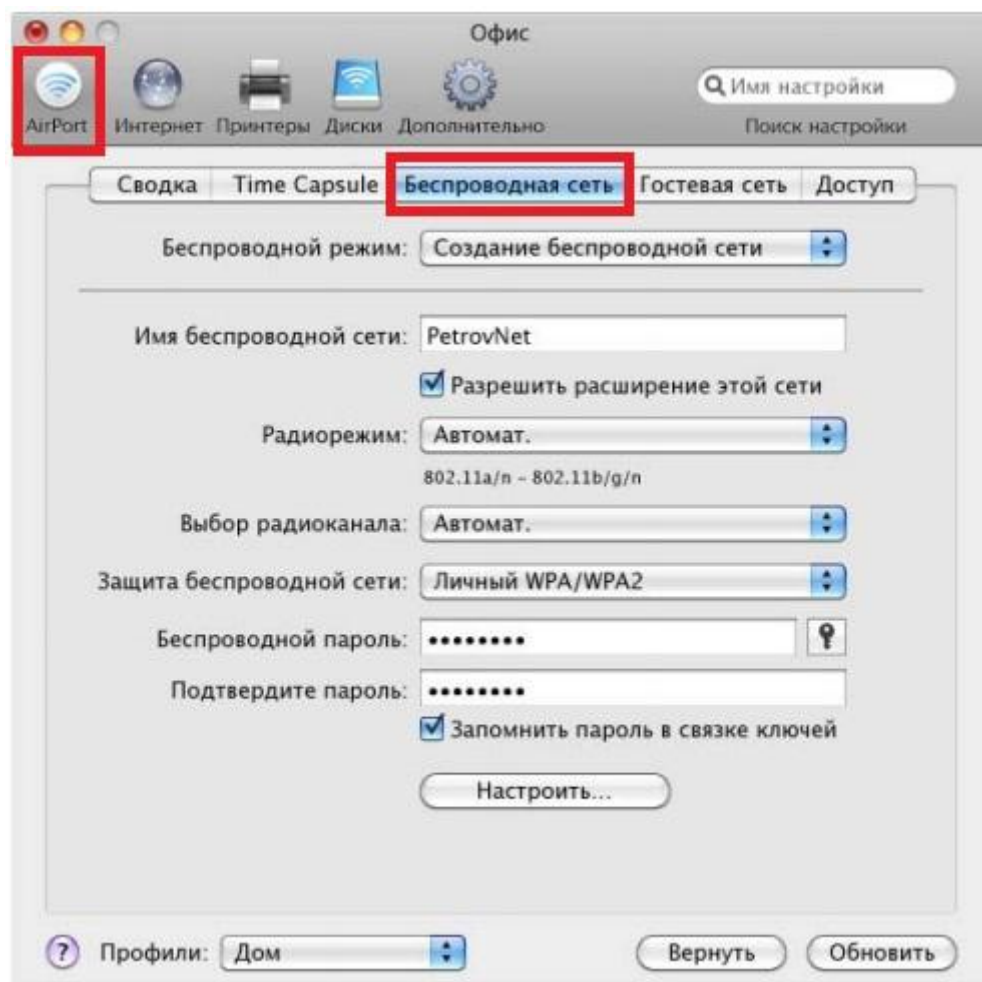 Офис
AirPort Интернет Принтеры Диски Дополнительно
Имя настройки
Поиск настройки
Сводка Time Capsule Беспроводная сеть Гостевая сеть Доступ
Беспроводной режим: Создание беспроводной сети
Имя беспроводной сети: PetrovNet
Разрешить расширение этой сети
Радиорежим: Автомат.
802.11a/n – 802.11b/g/n
Выбор радиоканала: Автомат.
Защита беспроводной сети: Личный WPA/WPA2
Беспроводной пароль: ••••••••
Подтвердите пароль: ••••••••
Запомнить пароль в связке ключей
Настроить...
? Профили: Дом Вернуть Обновить